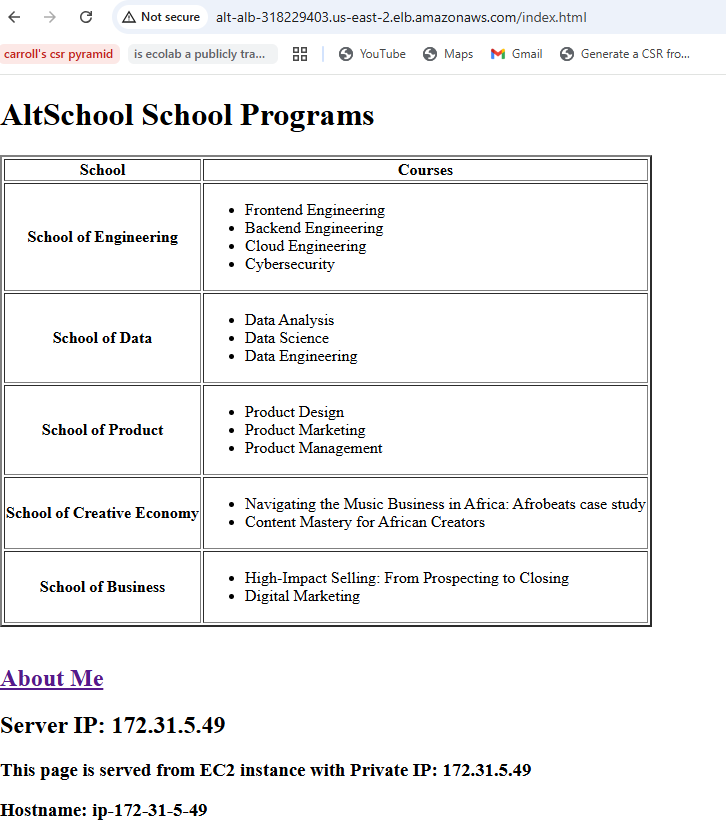 Not secure
alt-alb-318229403.us-east-2.elb.amazonaws.com/index.html
carroll's csr pyramid
is ecolab a publicly tra...
YouTube
Maps
Gmail
Generate a CSR fro...
AltSchool School Programs
School
Courses
School of Engineering
Frontend Engineering
Backend Engineering
Cloud Engineering
Cybersecurity
School of Data
Data Analysis
Data Science
Data Engineering
School of Product
Product Design
Product Marketing
Product Management
School of Creative Economy
Navigating the Music Business in Africa: Afrobeats case study
Content Mastery for African Creators
School of Business
High-Impact Selling: From Prospecting to Closing
Digital Marketing
About Me
Server IP: 172.31.5.49
This page is served from EC2 instance with Private IP: 172.31.5.49
Hostname: ip-172-31-5-49